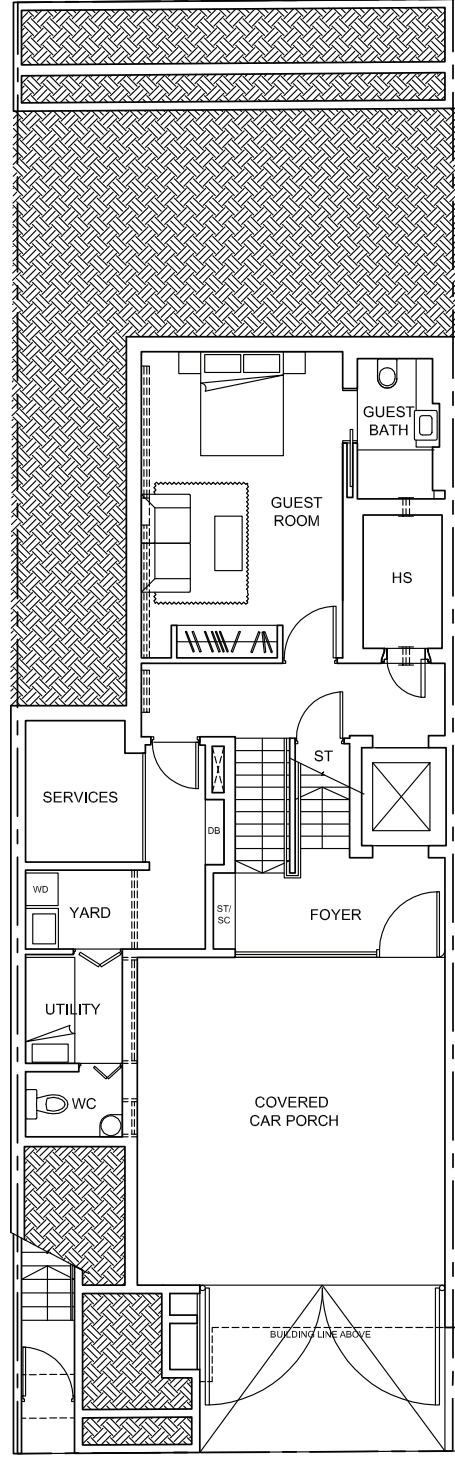 GUEST
BATH
GUEST
ROOM
HS
ST
SERVICES
DB
WD
YARD
ST/
SC
FOYER
UTILITY
WC
COVERED
CAR PORCH
BUILDING LINE ABOVE